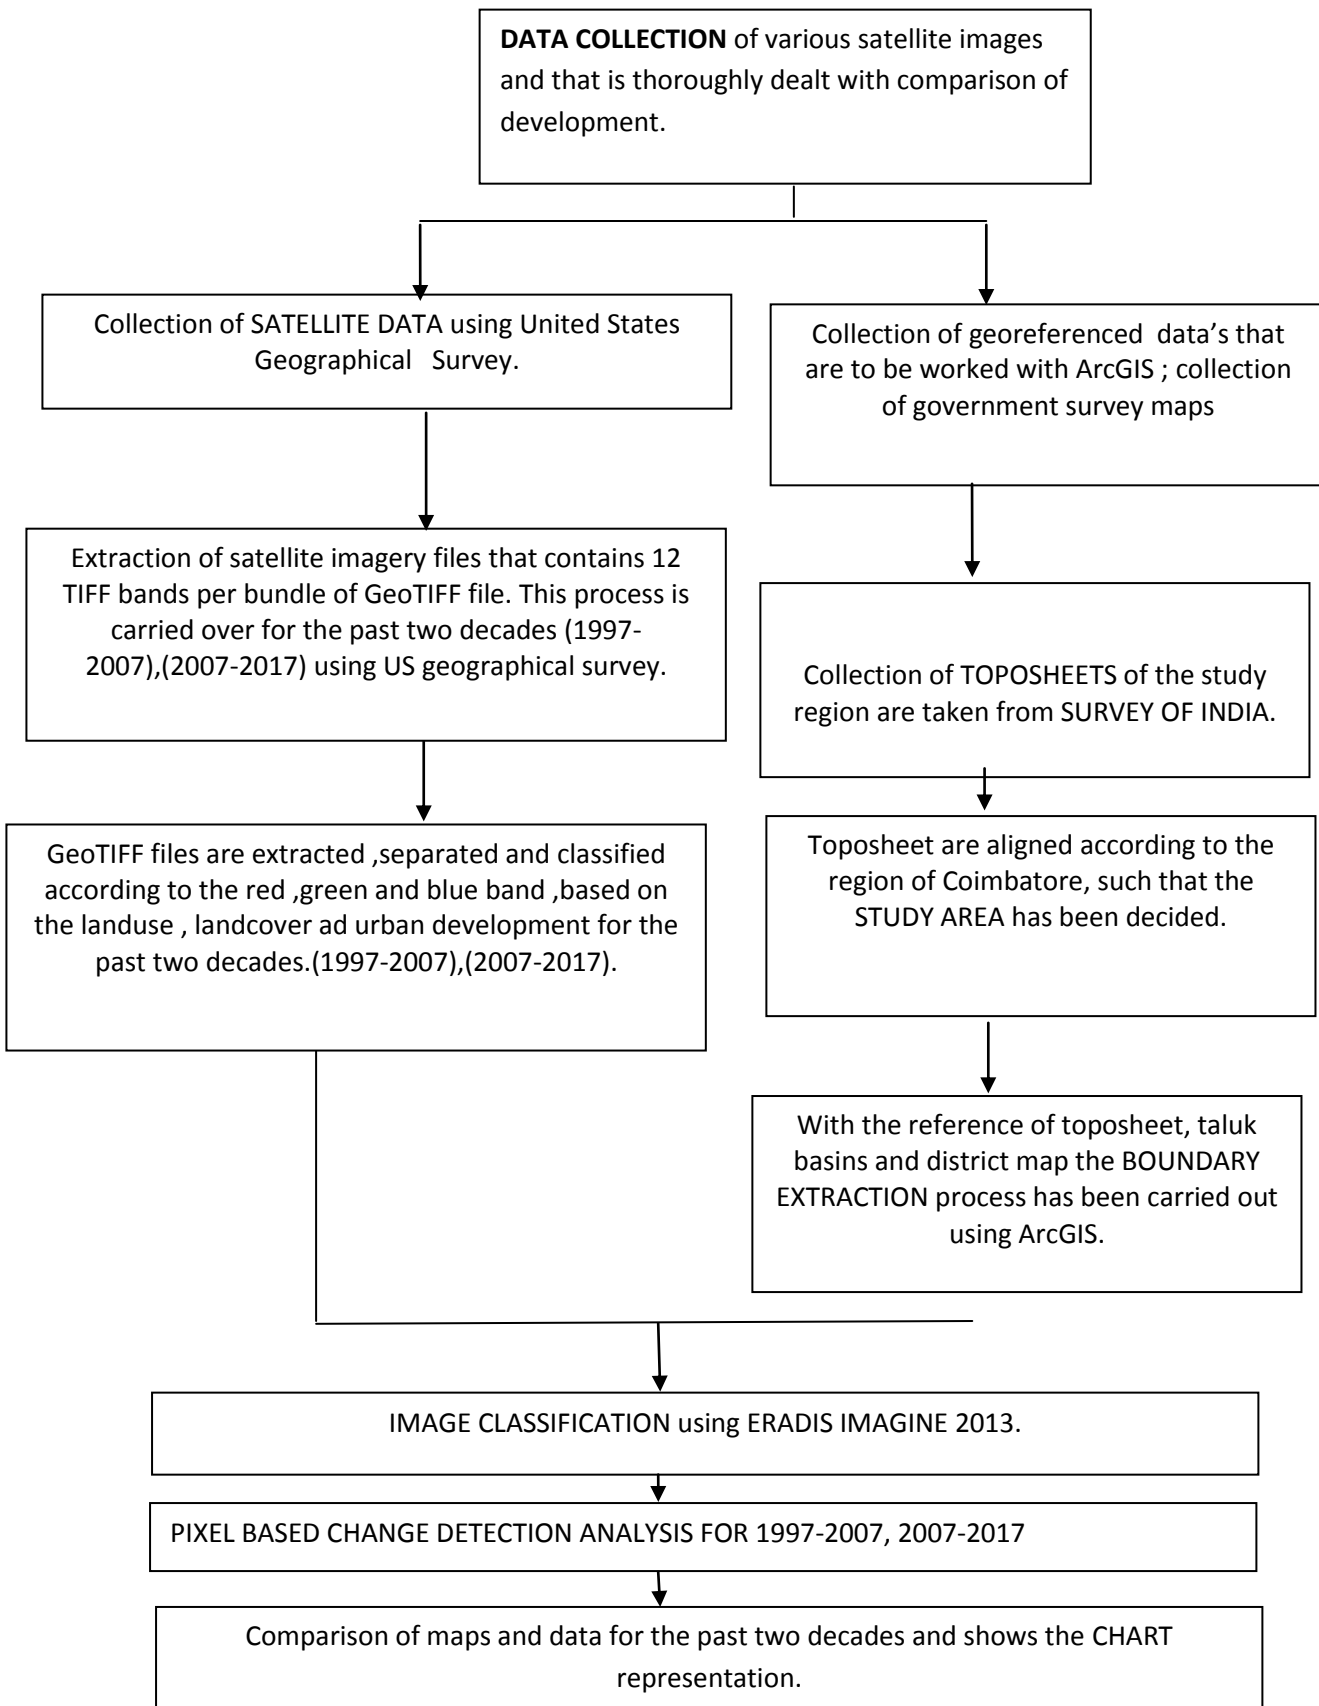 DATA COLLECTION of various satellite images
and that is thoroughly dealt with comparison of
development.
Collection of SATELLITE DATA using United States
Geographical Survey.
Extraction of satellite imagery files that contains 12
TIFF bands per bundle of GeoTIFF file. This process is
carried over for the past two decades (1997-
2007),(2007-2017) using US geographical survey.
GeoTIFF files are extracted ,separated and classified
according to the red ,green and blue band ,based on
the landuse , landcover ad urban development for the
past two decades.(1997-2007),(2007-2017).
Collection of georeferenced data’s that
are to be worked with ArcGIS ; collection
of government survey maps
Collection of TOPOSHEETS of the study
region are taken from SURVEY OF INDIA.
Toposheet are aligned according to the
region of Coimbatore, such that the
STUDY AREA has been decided.
With the reference of toposheet, taluk
basins and district map the BOUNDARY
EXTRACTION process has been carried out
using ArcGIS.
IMAGE CLASSIFICATION using ERADIS IMAGINE 2013.
PIXEL BASED CHANGE DETECTION ANALYSIS FOR 1997-2007, 2007-2017
Comparison of maps and data for the past two decades and shows the CHART
representation.